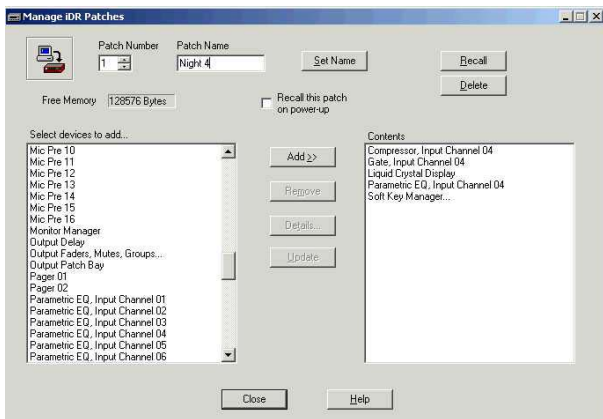 Manage iDR Patches
Patch Number
Patch Name
1
Night 4
Set Name
Recall
Delete
Free Memory
128576 Bytes
Recall this patch
on power-up
Select devices to add...
Mic Pre 10
Mic Pre 11
Mic Pre 12
Mic Pre 13
Mic Pre 14
Mic Pre 15
Mic Pre 16
Monitor Manager
Output Delay
Output Faders, Mutes, Groups...
Output Patch Bay
Pager 01
Pager 02
Parametric EQ, Input Channel 01
Parametric EQ, Input Channel 02
Parametric EQ, Input Channel 03
Parametric EQ, Input Channel 04
Parametric EQ, Input Channel 05
Parametric EQ, Input Channel 06
Add >>
Remove
Details...
Update
Contents
Compressor, Input Channel 04
Gate, Input Channel 04
Liquid Crystal Display
Parametric EQ, Input Channel 04
Soft Key Manager...
Close
Help